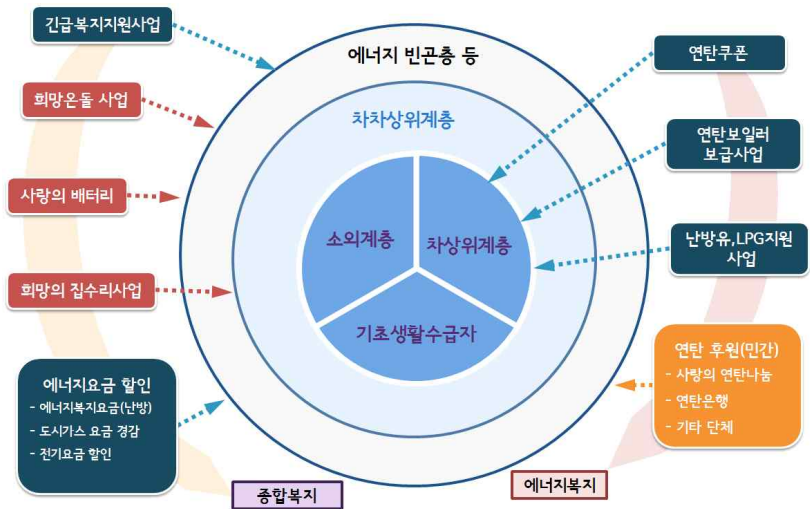 긴급복지지원사업
희망온돌 사업
사랑의 배터리
희망의 집수리사업
에너지요금 할인
- 에너지복지요금(난방)
- 도시가스 요금 경감
- 전기요금 할인
에너지 빈곤층 등
차차상위계층
소외계층
차상위계층
기초생활수급자
연탄쿠폰
연탄보일러
보급사업
난방유,LPG지원
사업
연탄 후원(민간)
- 사랑의 연탄나눔
- 연탄은행
- 기타 단체
종합복지
에너지복지